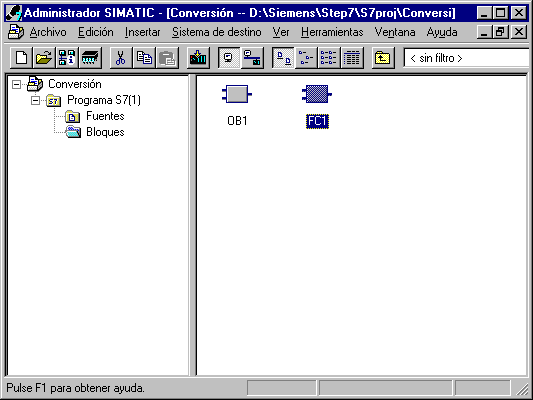 Administrador SIMATIC - [Conversión -- D:\Siemens\Step7\S7proj\Conversi]
Archivo Edición Insertar Sistema de destino Ver Herramientas Ventana Ayuda
< sin filtro >
Conversión
S7 Programa S7(1)
Fuentes
Bloques
OB1 FC1
Pulse F1 para obtener ayuda.